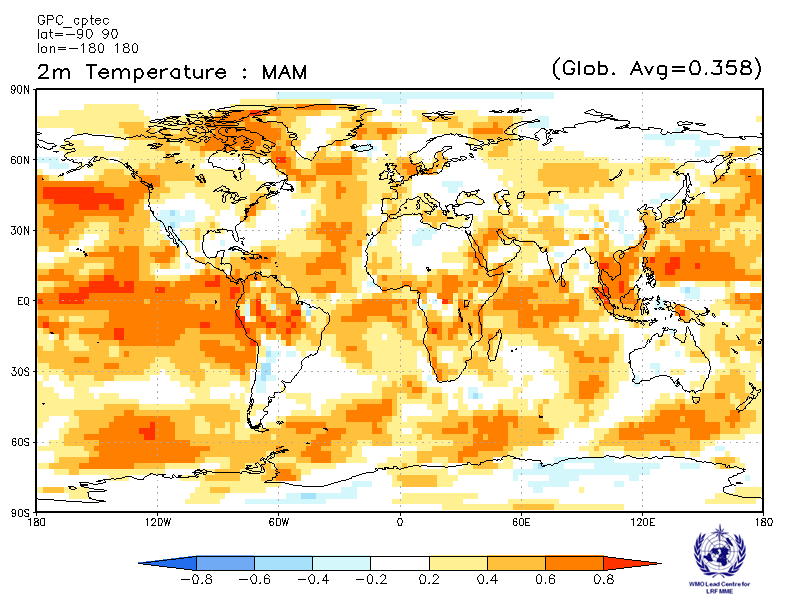 GPC_cptec
lat=-90 90
lon=-180 180
2m Temperature : MAM
(Glob. Avg=0.358)
90N
60N
30N
EQ
30S
60S
90S
180 120W 60W 0 60E 120E 180
-0.8 -0.6 -0.4 -0.2 0.2 0.4 0.6 0.8
WMO Lead Centre for
LRF MME